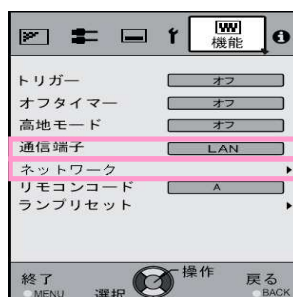 機能
トリガー オフ
オフタイマー オフ
高地モード オフ
通信端子 LAN
ネットワーク
リモコンコード A
ランプリセット
終了 操作 戻る
MENU 選択 BACK